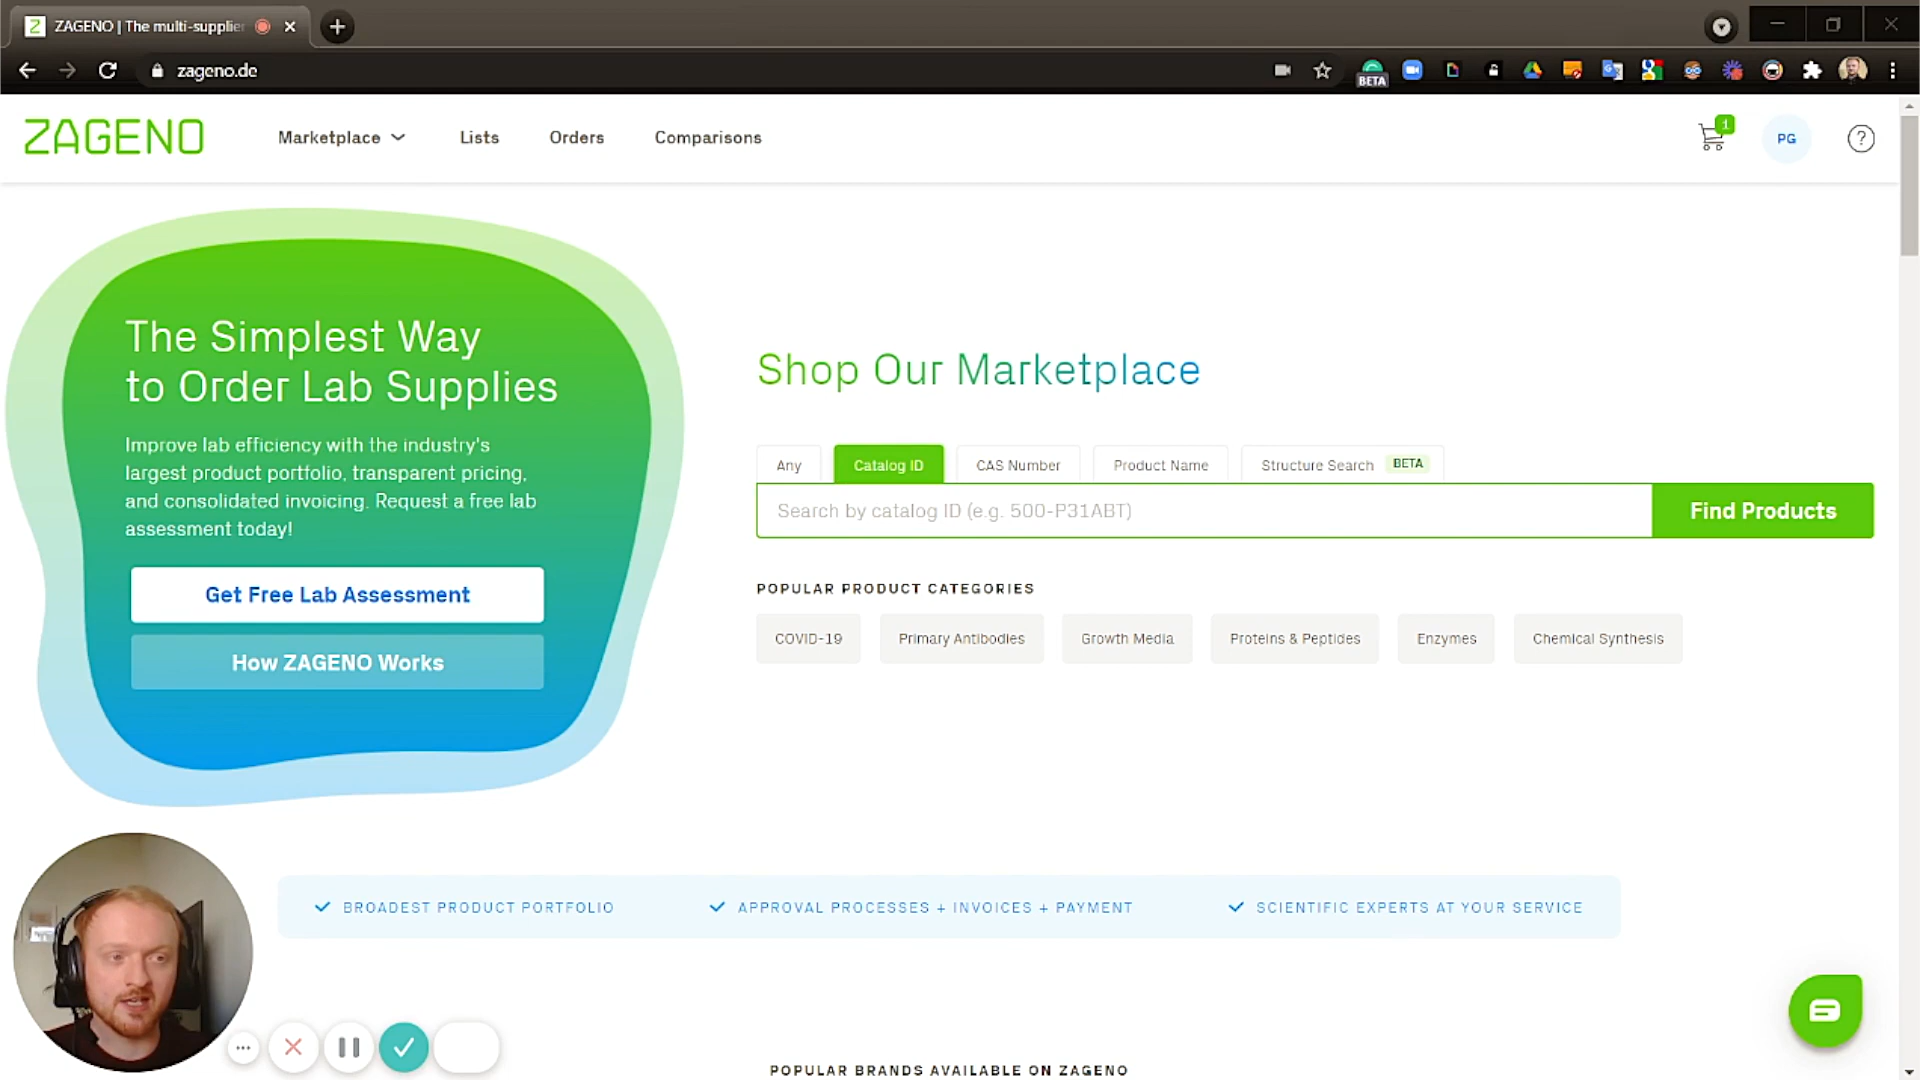 ZAGENO | The multi-supplier
zageno.de
BETA
ZAGENO
Marketplace
Lists
Orders
Comparisons
1
PG
?
The Simplest Way
to Order Lab Supplies
Improve lab efficiency with the industry's
largest product portfolio, transparent pricing,
and consolidated invoicing. Request a free lab
assessment today!
Get Free Lab Assessment
How ZAGENO Works
Shop Our Marketplace
Any
Catalog ID
CAS Number
Product Name
Structure Search BETA
Search by catalog ID (e.g. 500-P31ABT)
Find Products
POPULAR PRODUCT CATEGORIES
COVID-19
Primary Antibodies
Growth Media
Proteins & Peptides
Enzymes
Chemical Synthesis
BROADEST PRODUCT PORTFOLIO
APPROVAL PROCESSES + INVOICES + PAYMENT
SCIENTIFIC EXPERTS AT YOUR SERVICE
POPULAR BRANDS AVAILABLE ON ZAGENO